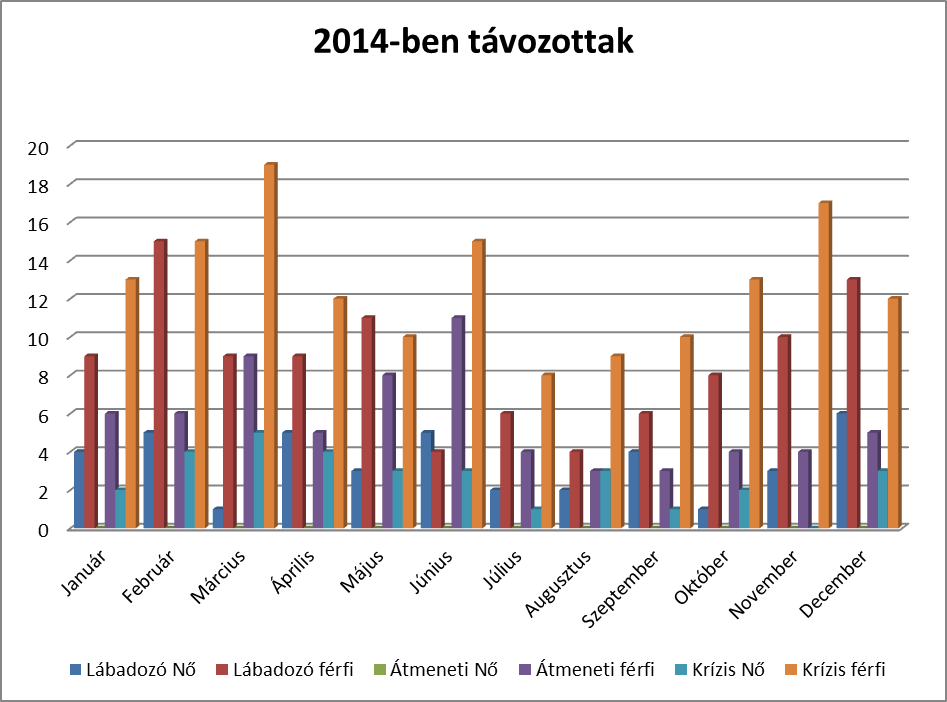 2014-ben távozottak
20
18
16
14
12
10
8
6
4
2
0
Január
Február
Március
Április
Május
Június
Július
Augusztus
Szeptember
Október
November
December
Lábadozó Nő Lábadozó férfi Átmeneti Nő Átmeneti férfi Krízis Nő Krízis férfi